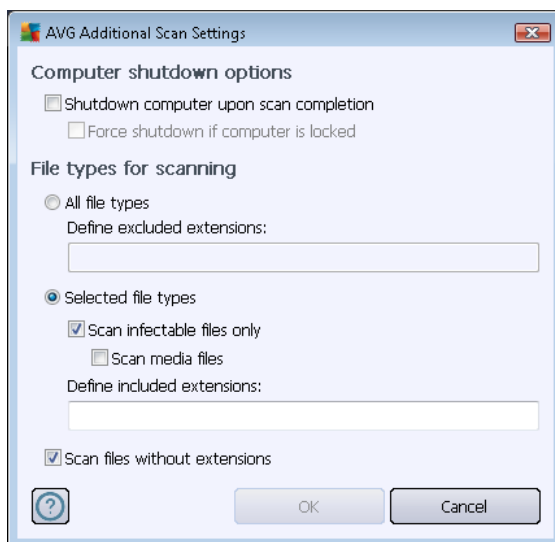 AVG Additional Scan Settings
Computer shutdown options
Shutdown computer upon scan completion
Force shutdown if computer is locked
File types for scanning
All file types
Define excluded extensions:
Selected file types
Scan infectable files only
Scan media files
Define included extensions:
Scan files without extensions
? OK Cancel